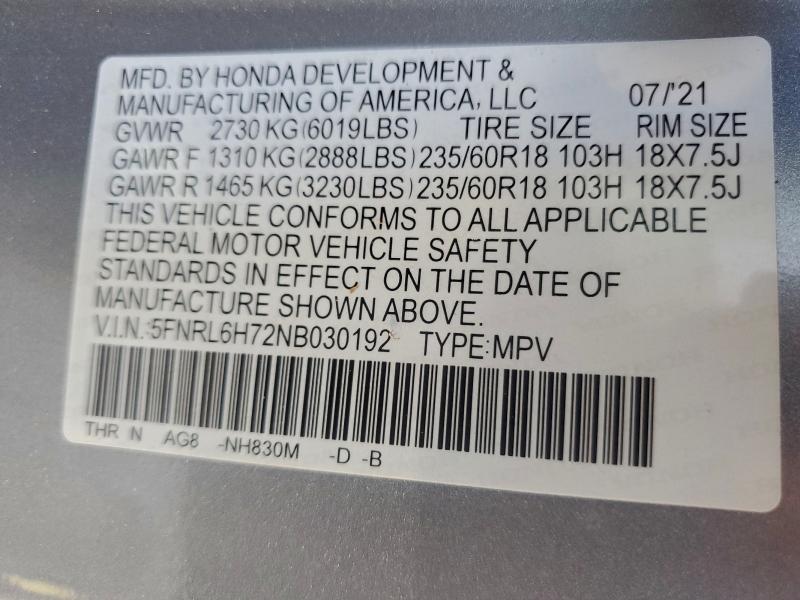 MFD. BY HONDA DEVELOPMENT &
MANUFACTURING OF AMERICA, LLC 07/'21
GVWR 2730 KG (6019LBS) TIRE SIZE RIM SIZE
GAWR F 1310 KG (2888LBS) 235/60R18 103H 18X7.5J
GAWR R 1465 KG (3230LBS) 235/60R18 103H 18X7.5J
THIS VEHICLE CONFORMS TO ALL APPLICABLE
FEDERAL MOTOR VEHICLE SAFETY
STANDARDS IN EFFECT ON THE DATE OF
MANUFACTURE SHOWN ABOVE.
V.I.N.:5FNRL6H72NB030192 TYPE:MPV
THR N AG8 -NH830M -D -B